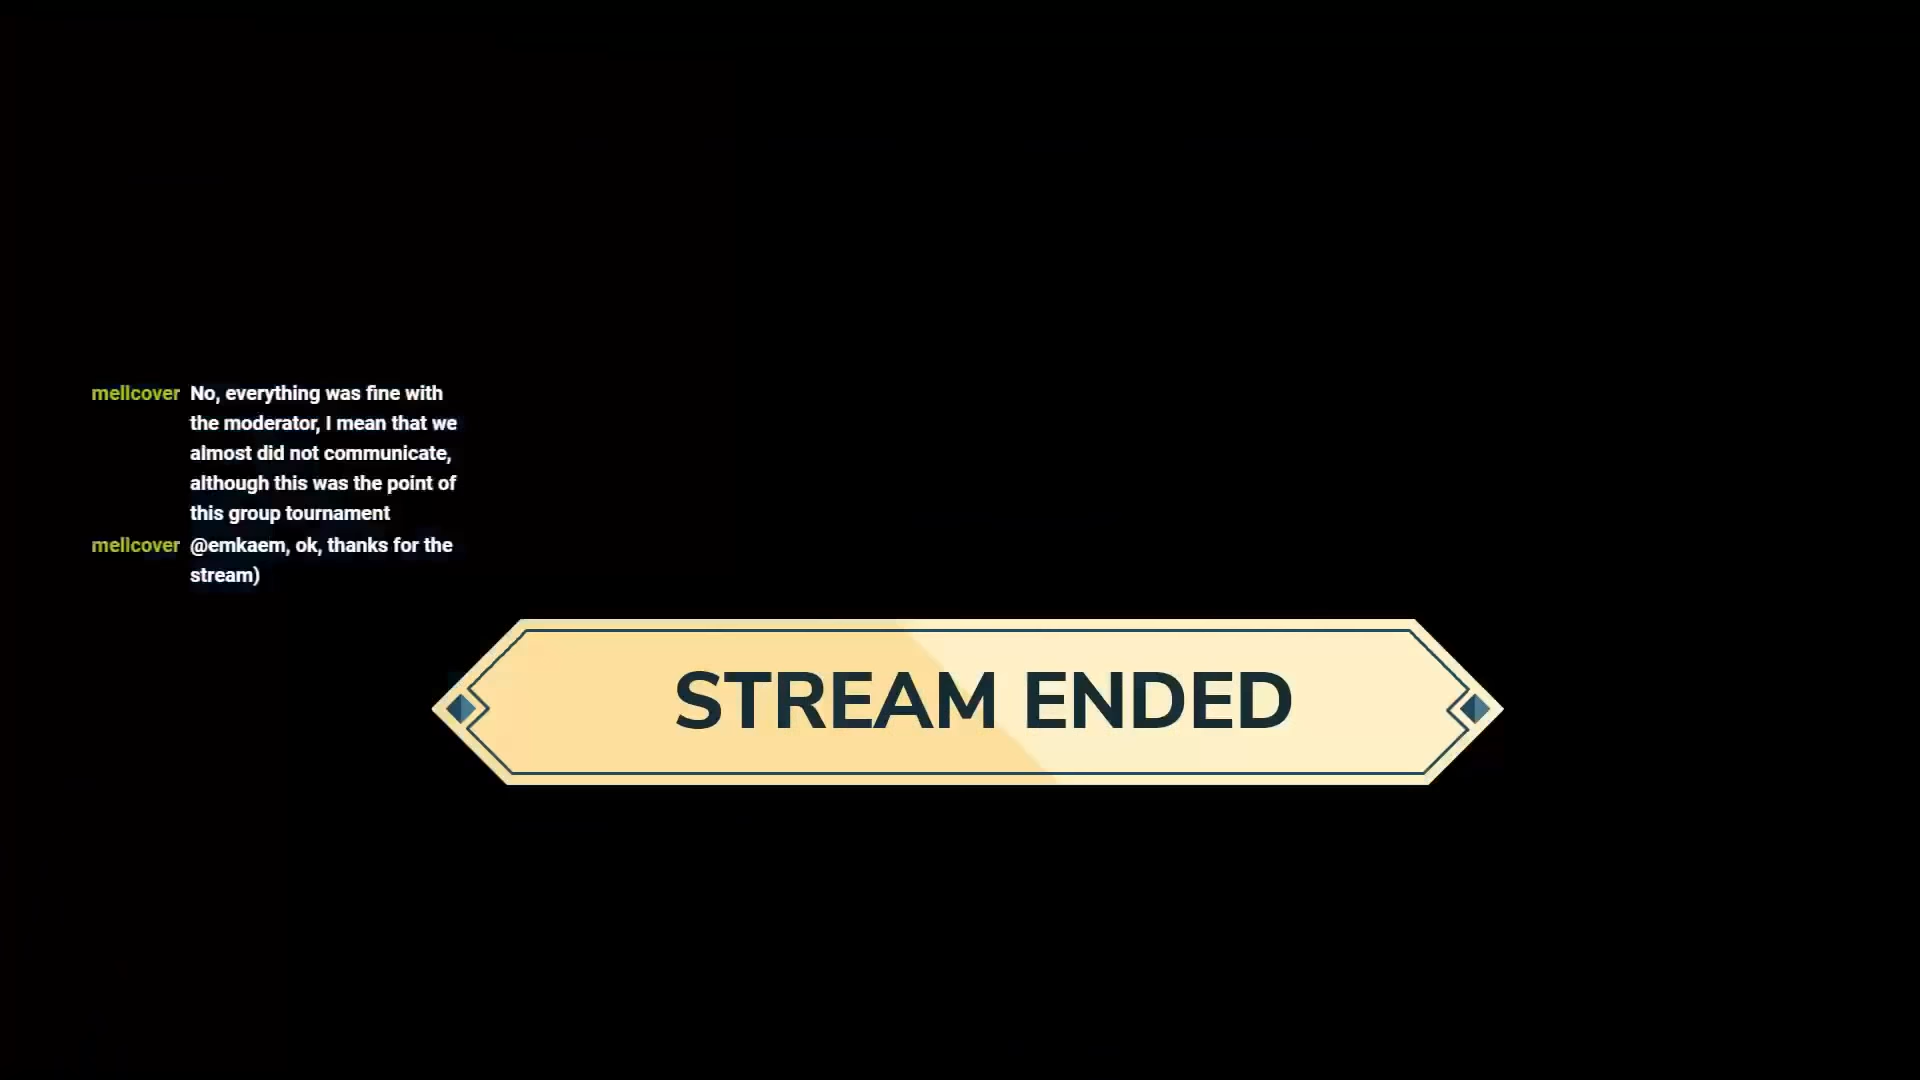 mellcover No, everything was fine with
the moderator, I mean that we
almost did not communicate,
although this was the point of
this group tournament
mellcover @emkaem, ok, thanks for the
stream)
STREAM ENDED